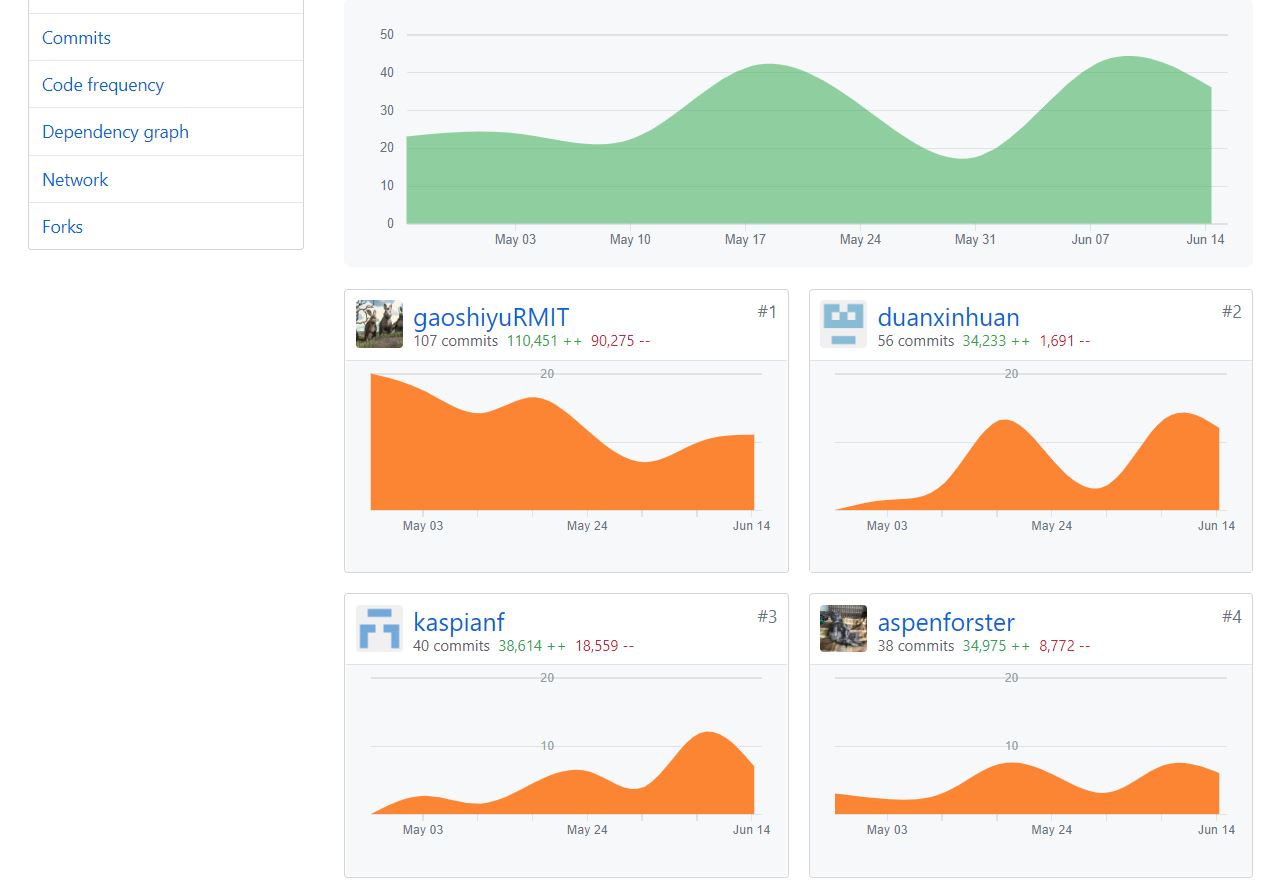 Commits
Code frequency
Dependency graph
Network
Forks
50
40
30
20
10
0
May 03 May 10 May 17 May 24 May 31 Jun 07 Jun 14
gaoshiyuRMIT #1
107 commits 110,451 ++ 90,275 --
20
May 03 May 24 Jun 14
duanxinhuan #2
56 commits 34,233 ++ 1,691 --
20
May 03 May 24 Jun 14
kaspianf #3
40 commits 38,614 ++ 18,559 --
20
10
May 03 May 24 Jun 14
aspenforster #4
38 commits 34,975 ++ 8,772 --
20
10
May 03 May 24 Jun 14